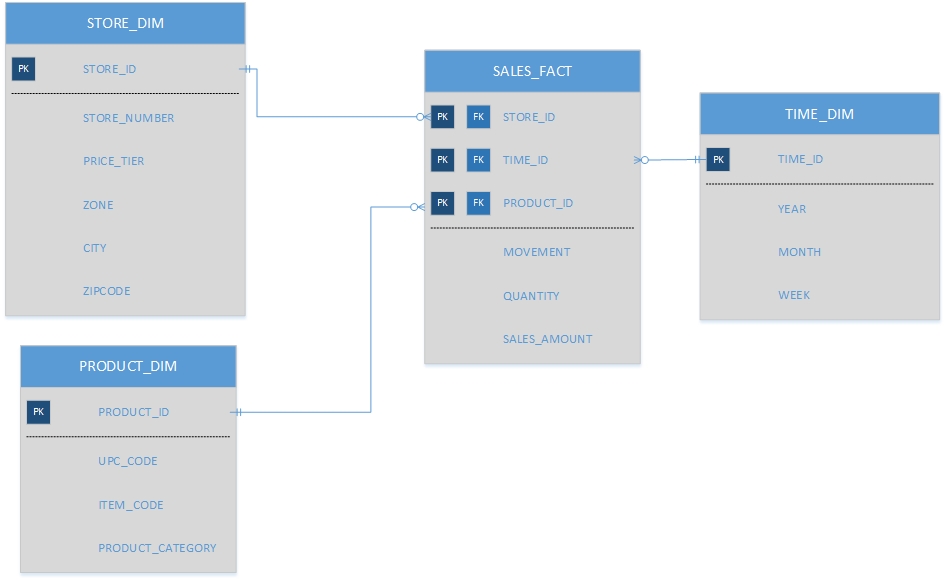 STORE_DIM
PK STORE_ID
STORE_NUMBER
PRICE_TIER
ZONE
CITY
ZIPCODE
SALES_FACT
PK FK STORE_ID
PK FK TIME_ID
PK FK PRODUCT_ID
MOVEMENT
QUANTITY
SALES_AMOUNT
TIME_DIM
PK TIME_ID
YEAR
MONTH
WEEK
PRODUCT_DIM
PK PRODUCT_ID
UPC_CODE
ITEM_CODE
PRODUCT_CATEGORY